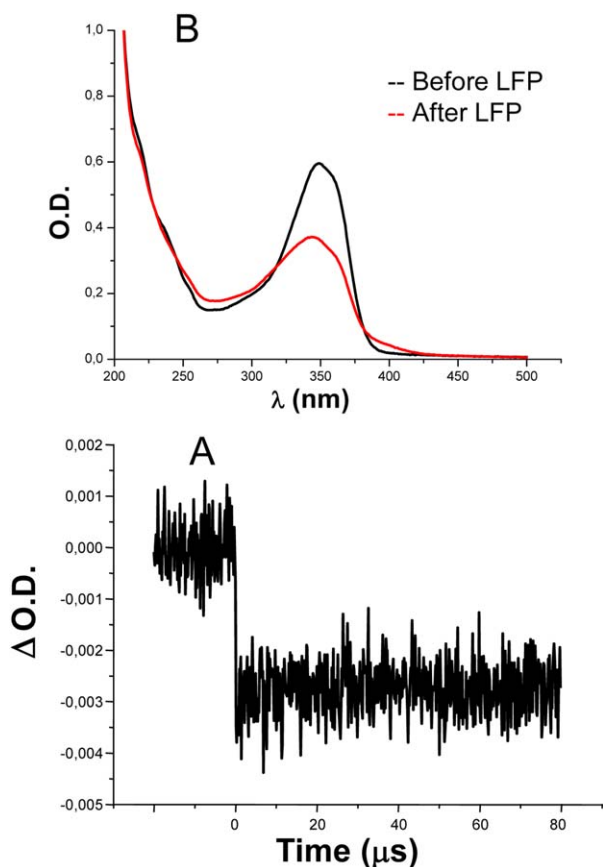 B
-- Before LFP
-- After LFP
O.D.
1,0
0,8
0,6
0,4
0,2
0,0
200 250 300 350 400 450 500
λ (nm)
A
Δ O.D.
0,002
0,001
0,000
-0,001
-0,002
-0,003
-0,004
-0,005
0 20 40 60 80
Time (μs)